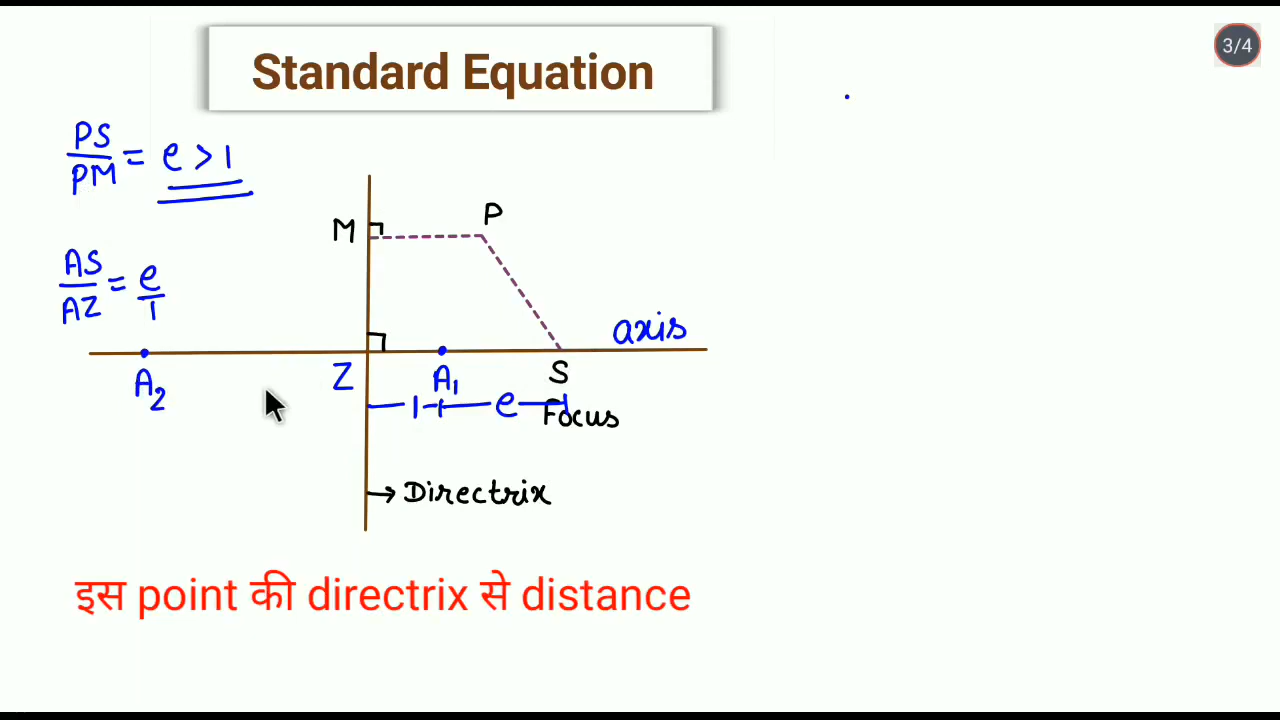 Standard Equation
3/4
PS/PM = e > 1
M
P
AS/AZ = e/1
axis
A2
Z
A1
S
1
e
Focus
Directrix
इस point की directrix से distance